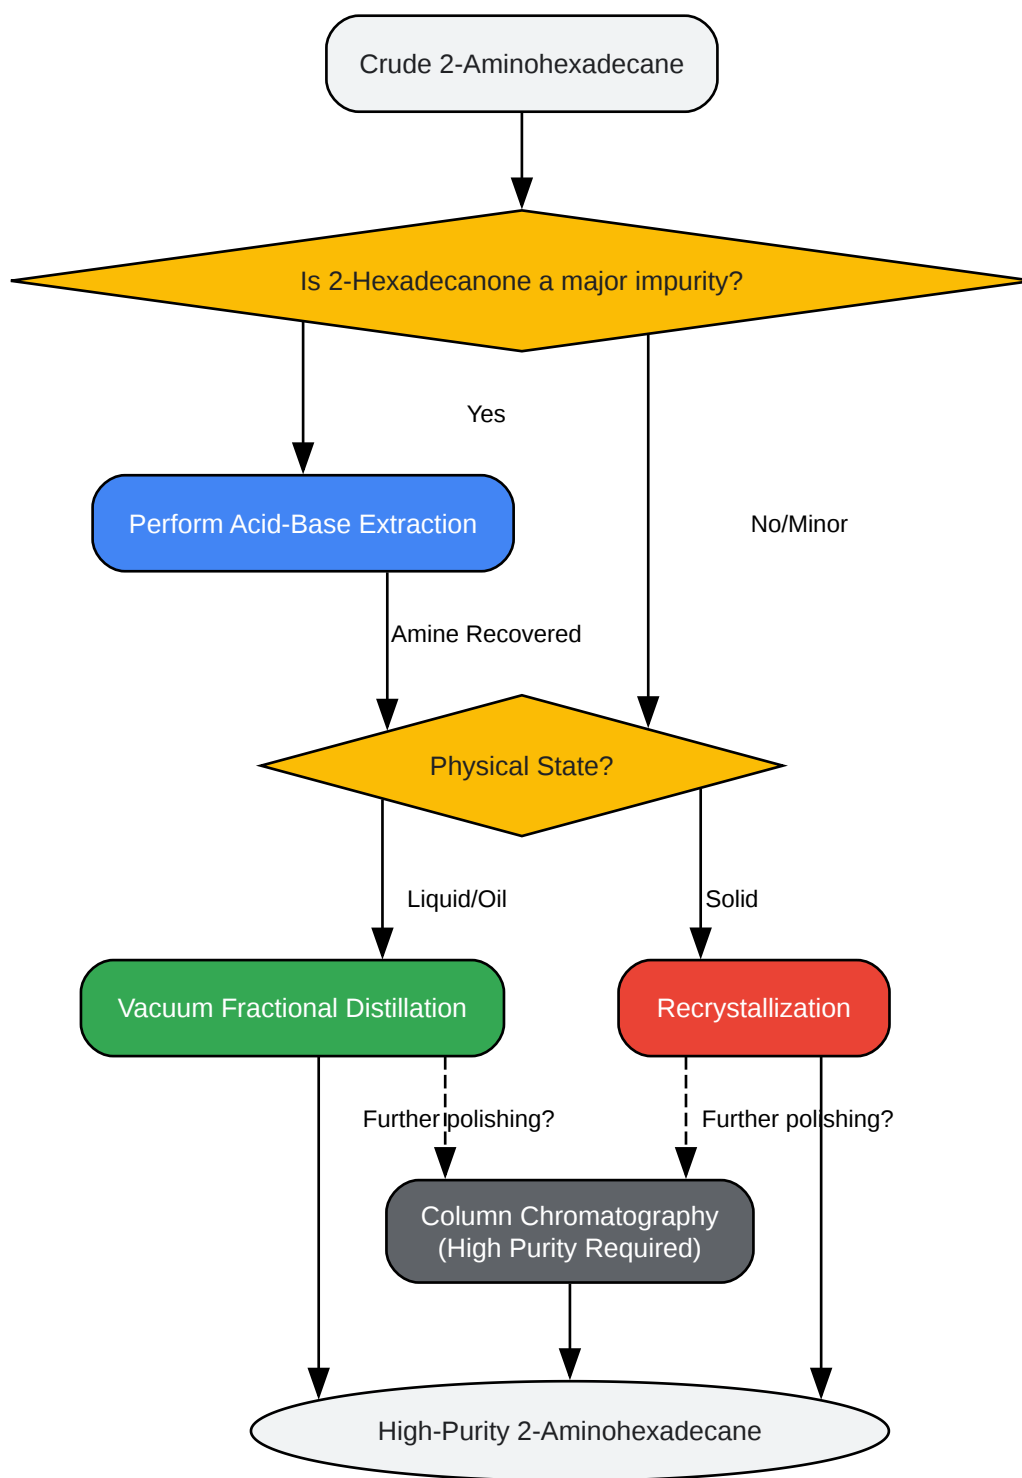 Crude 2-Aminohexadecane
Is 2-Hexadecanone a major impurity?
Yes
Perform Acid-Base Extraction
No/Minor
Amine Recovered
Physical State?
Liquid/Oil
Solid
Vacuum Fractional Distillation
Recrystallization
Further polishing?
Further polishing?
Column Chromatography
(High Purity Required)
High-Purity 2-Aminohexadecane